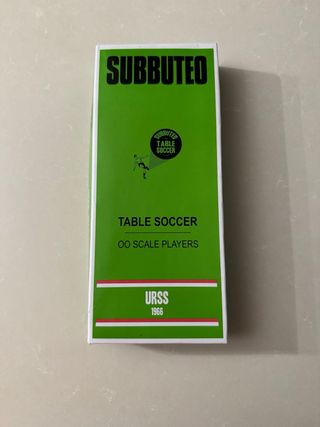 SUBBUTEO
SUBBUTEO
TABLE
SOCCER
TABLE SOCCER
OO SCALE PLAYERS
URSS
1966